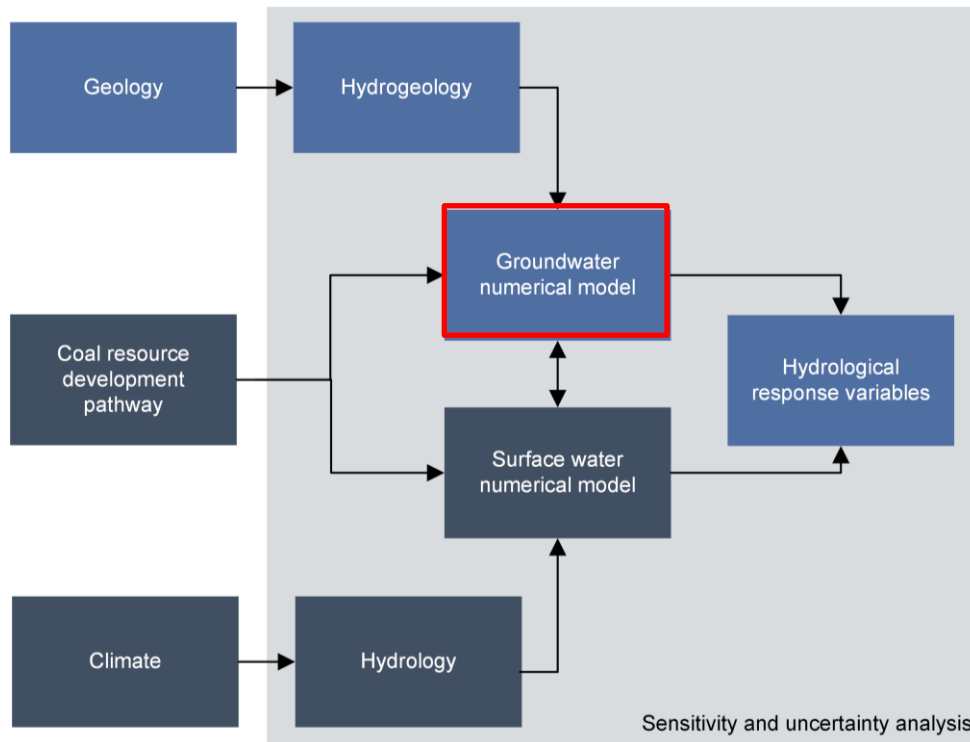 Geology
Hydrogeology
Groundwater
numerical model
Coal resource
development
pathway
Hydrological
response variables
Surface water
numerical model
Climate
Hydrology
Sensitivity and uncertainty analysis